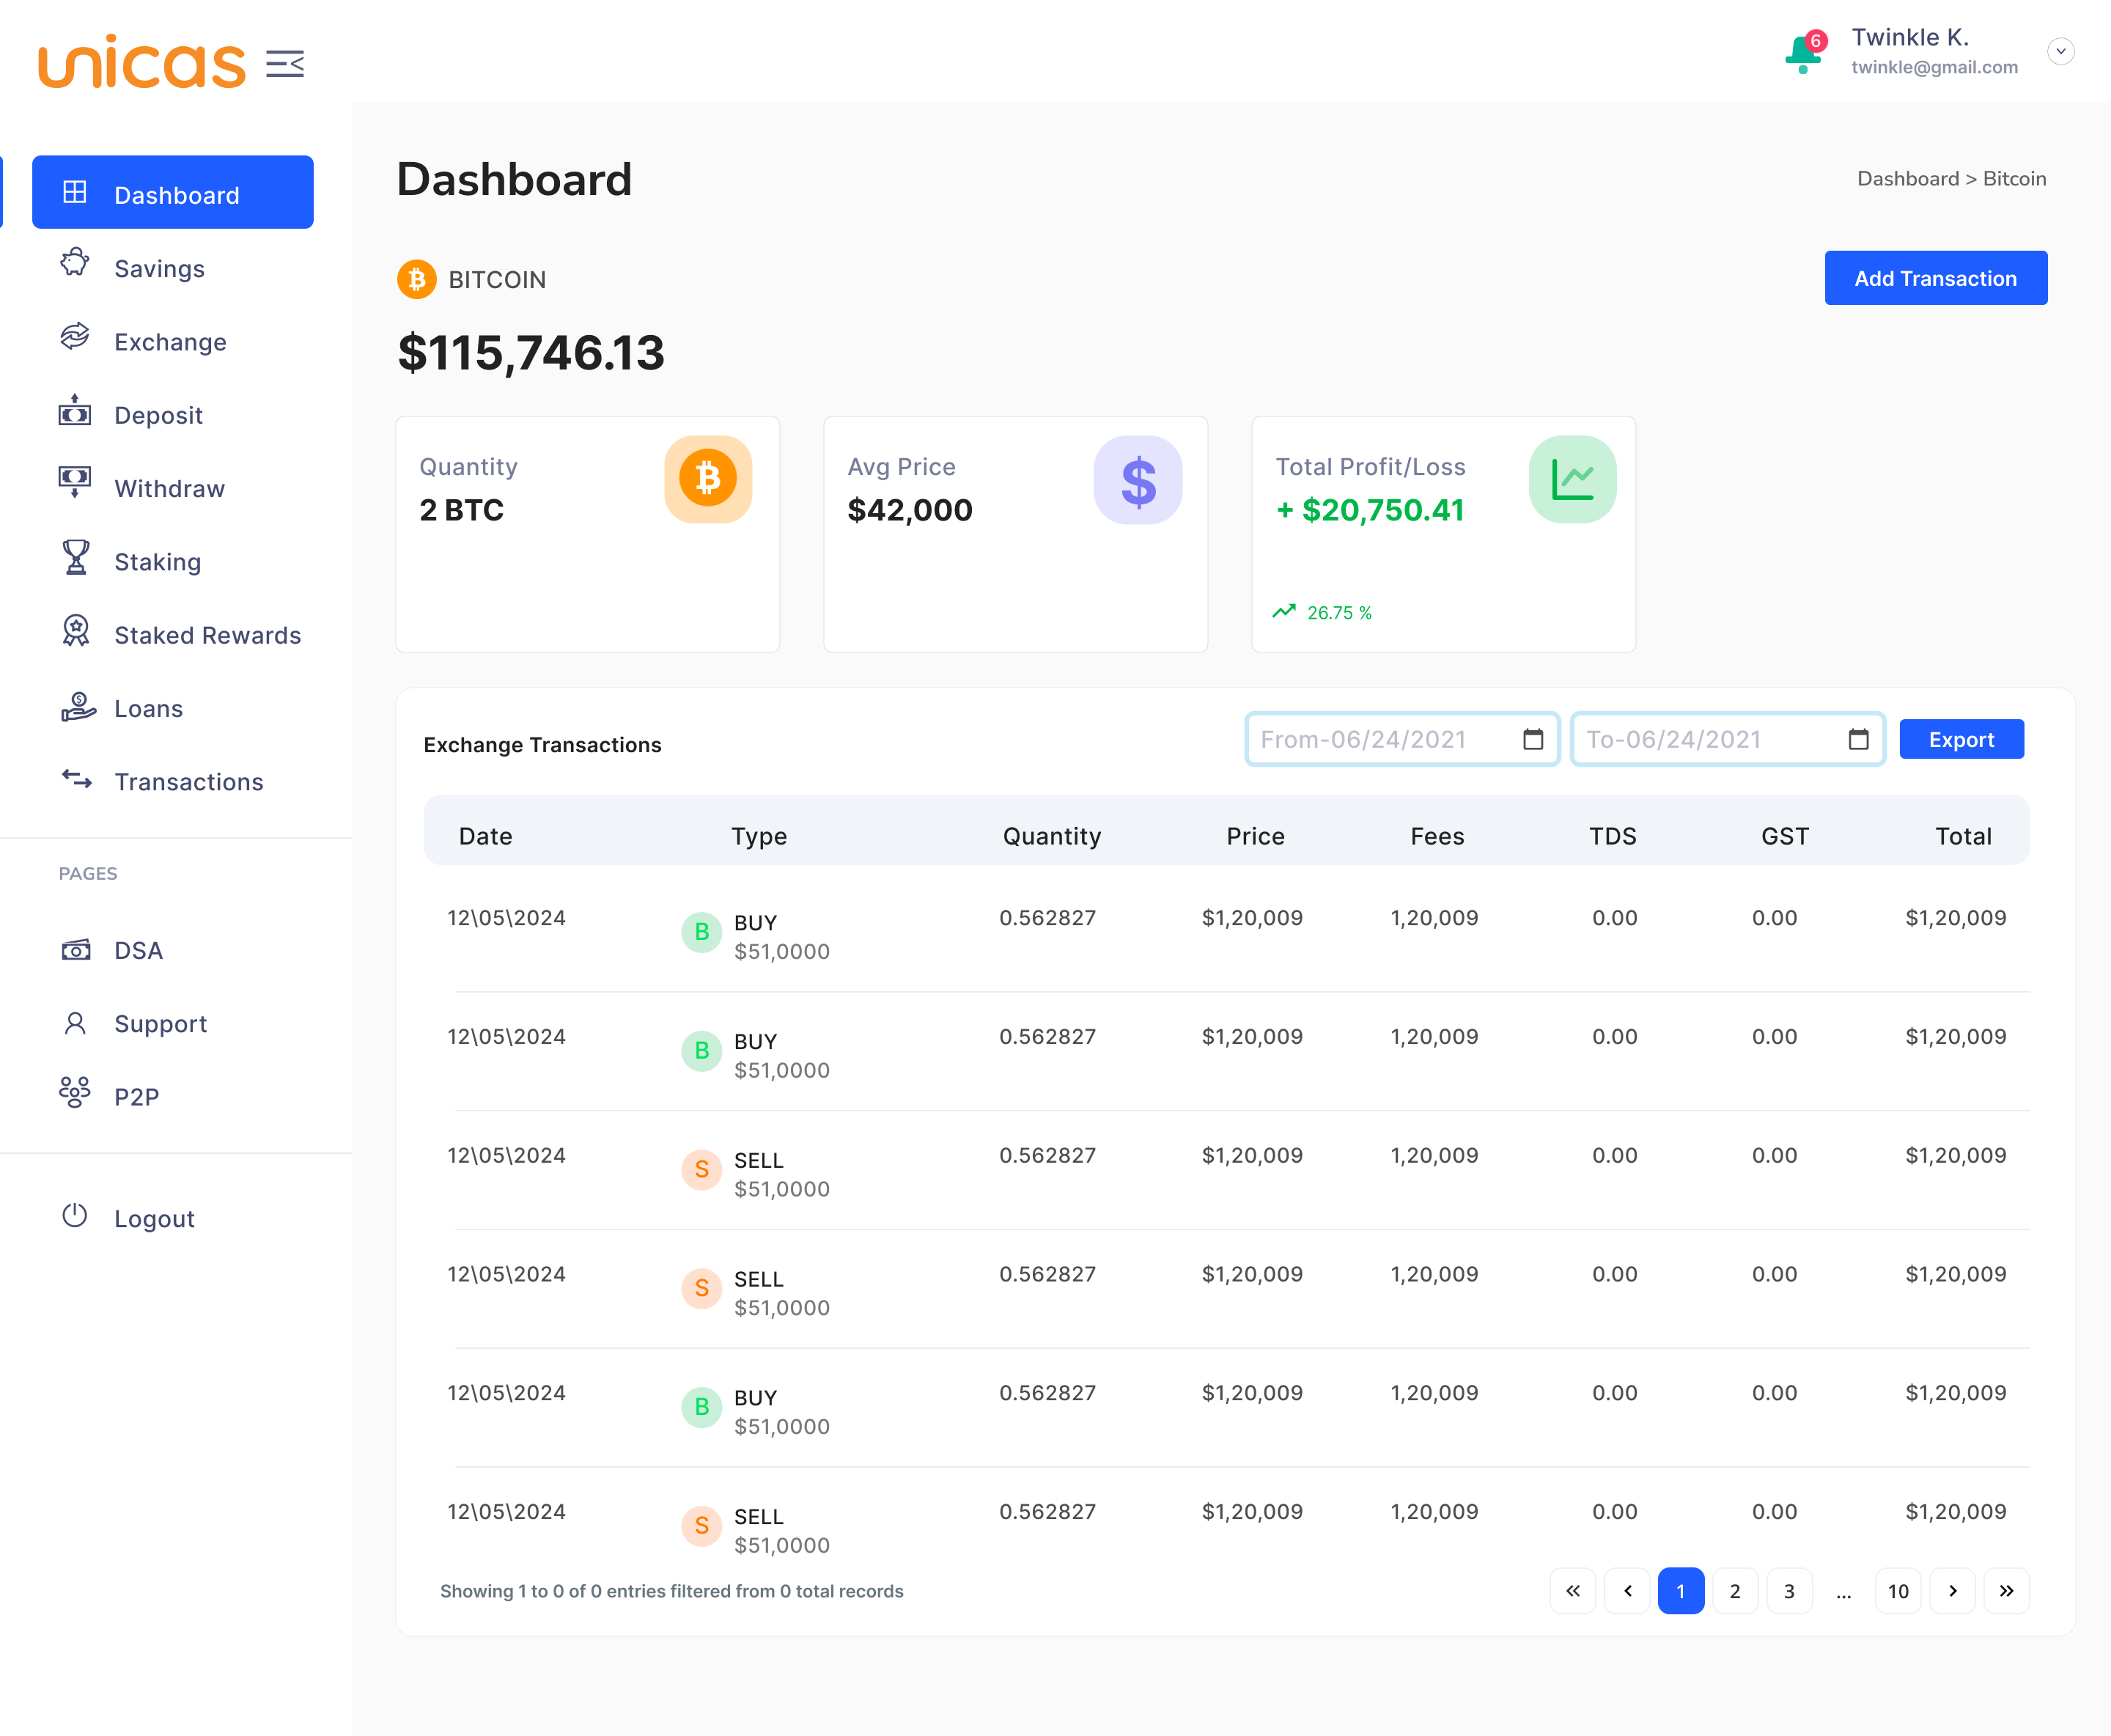 unicas
6
Twinkle K.
twinkle@gmail.com
Dashboard
Savings
Exchange
Deposit
Withdraw
Staking
Staked Rewards
Loans
Transactions
PAGES
DSA
Support
P2P
Logout
Dashboard
Dashboard > Bitcoin
BITCOIN
Add Transaction
$115,746.13
Quantity
2 BTC
Avg Price
$42,000
$
Total Profit/Loss
+ $20,750.41
26.75 %
Exchange Transactions
From-06/24/2021
To-06/24/2021
Export
Date Type Quantity Price Fees TDS GST Total
12\05\2024 B BUY 0.562827 $1,20,009 1,20,009 0.00 0.00 $1,20,009
$51,0000
12\05\2024 B BUY 0.562827 $1,20,009 1,20,009 0.00 0.00 $1,20,009
$51,0000
12\05\2024 S SELL 0.562827 $1,20,009 1,20,009 0.00 0.00 $1,20,009
$51,0000
12\05\2024 S SELL 0.562827 $1,20,009 1,20,009 0.00 0.00 $1,20,009
$51,0000
12\05\2024 B BUY 0.562827 $1,20,009 1,20,009 0.00 0.00 $1,20,009
$51,0000
12\05\2024 S SELL 0.562827 $1,20,009 1,20,009 0.00 0.00 $1,20,009
$51,0000
Showing 1 to 0 of 0 entries filtered from 0 total records
« ‹ 1 2 3 ... 10 › »